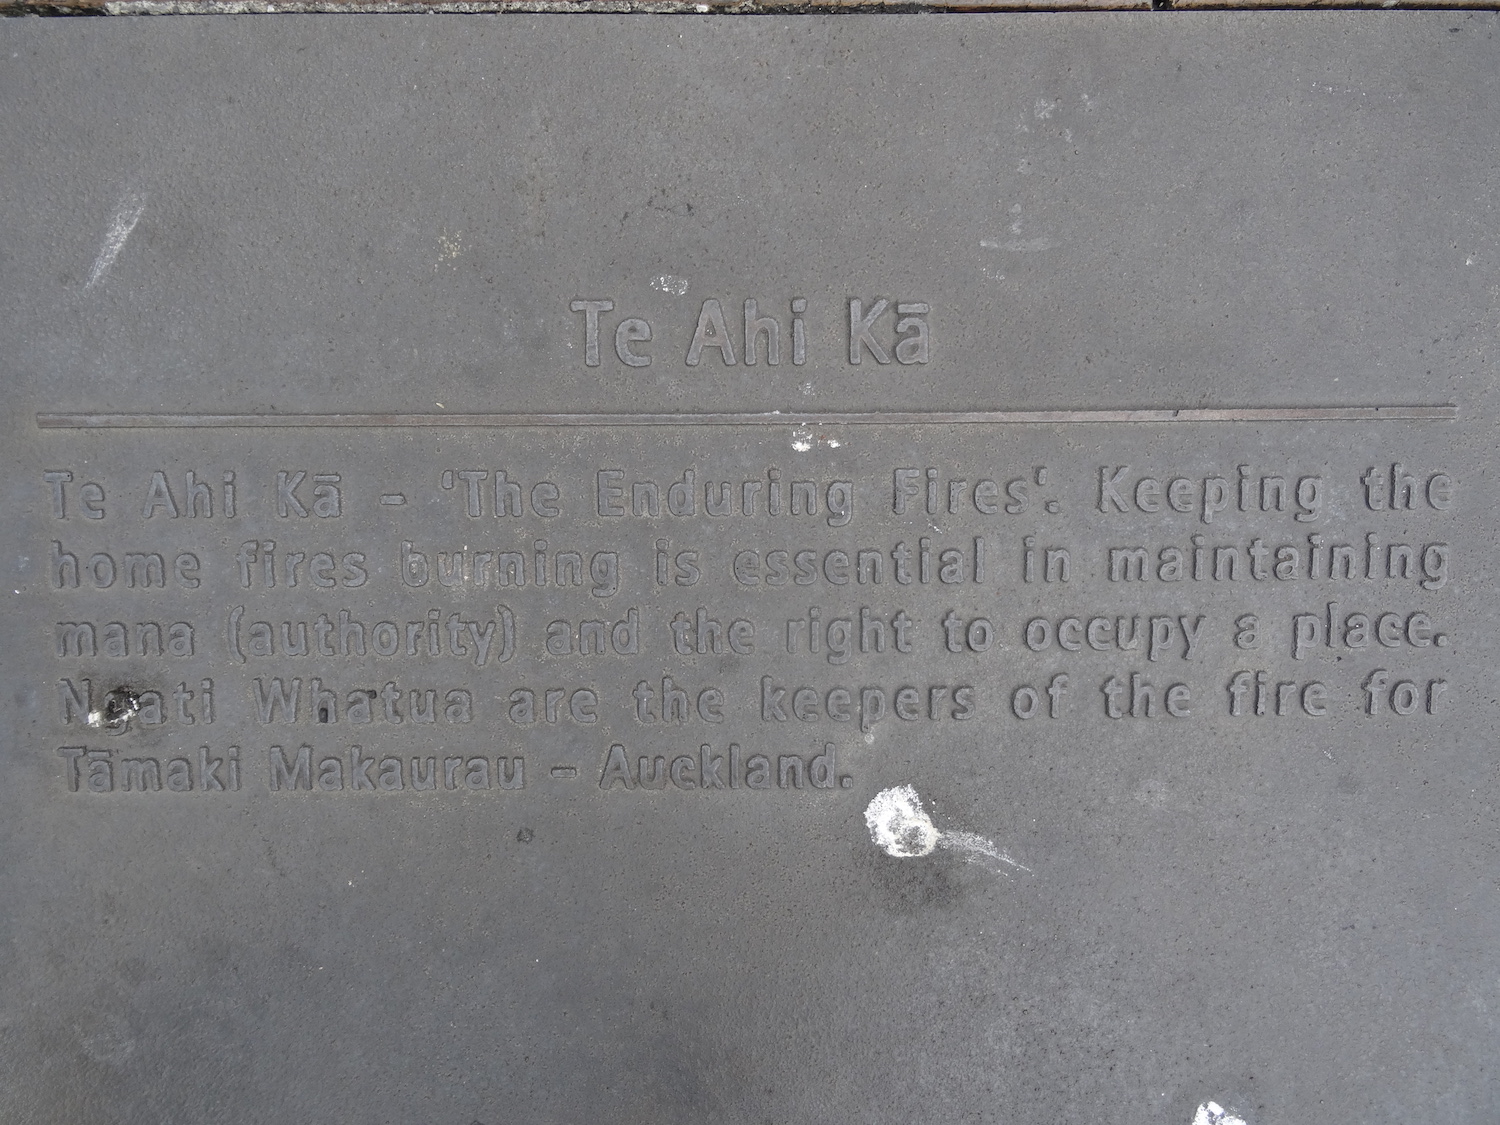 Te Ahi Kā
Te Ahi Kā – ‘The Enduring Fires’. Keeping the
home fires burning is essential in maintaining
mana (authority) and the right to occupy a place.
Ngati Whatua are the keepers of the fire for
Tāmaki Makaurau – Auckland.